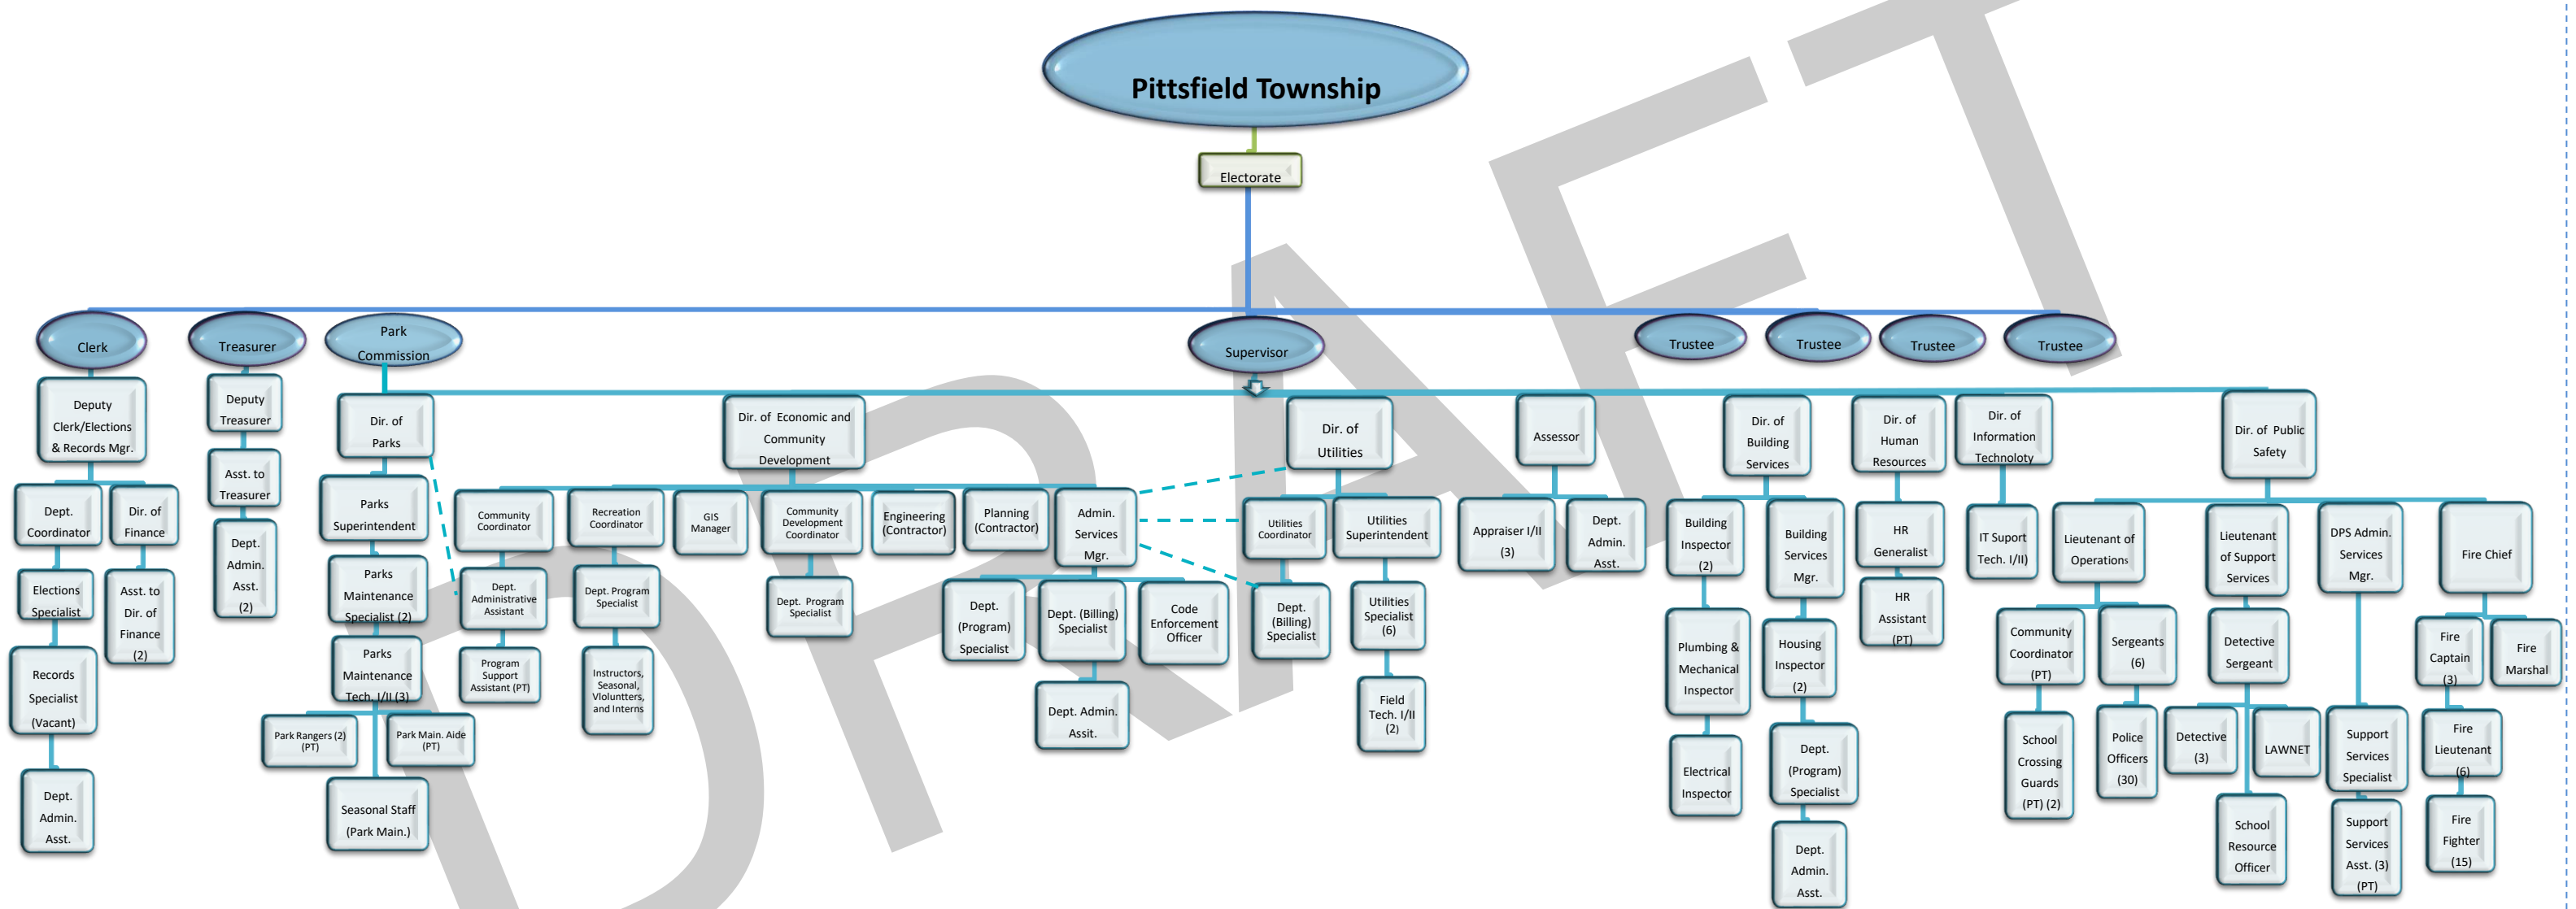 Pittsfield Township
Electorate
Clerk
Treasurer
Park
Commission
Supervisor
Trustee
Trustee
Trustee
Trustee
Deputy
Clerk/Elections
& Records Mgr.
Dept.
Coordinator
Dir. of
Finance
Elections
Specialist
Asst. to
Dir. of
Finance
(2)
Records
Specialist
(Vacant)
Dept.
Admin.
Asst.
Deputy
Treasurer
Asst. to
Treasurer
Dept.
Admin.
Asst.
(2)
Dir. of
Parks
Parks
Superintendent
Parks
Maintenance
Specialist (2)
Parks
Maintenance
Tech. I/II (3)
Park Rangers (2)
(PT)
Park Main. Aide
(PT)
Seasonal Staff
(Park Main.)
Dir. of  Economic and
Community
Development
Community
Coordinator
Dept.
Administrative
Assistant
Program
Support
Assistant (PT)
Recreation
Coordinator
Dept. Program
Specialist
Instructors,
Seasonal,
Violuntters,
and Interns
GIS
Manager
Community
Development
Coordinator
Dept.  Program
Specialist
Engineering
(Contractor)
Planning
(Contractor)
Admin.
Services
Mgr.
Dept.
(Program)
Specialist
Dept. (Billing)
Specialist
Code
Enforcement
Officer
Dept. Admin.
Assit.
Dir. of
Utilities
Utilities
Coordinator
Dept.
(Billing)
Specialist
Utilities
Superintendent
Utilities
Specialist
(6)
Field
Tech. I/II
(2)
Assessor
Appraiser I/II
(3)
Dept.
Admin.
Asst.
Dir. of
Building
Services
Building
Inspector
(2)
Plumbing &
Mechanical
Inspector
Electrical
Inspector
Building
Services
Mgr.
Housing
Inspector
(2)
Dept.
(Program)
Specialist
Dept.
Admin.
Asst.
Dir. of
Human
Resources
HR
Generalist
HR
Assistant
(PT)
Dir. of
Information
Technoloty
IT Suport
Tech. I/II)
Dir. of  Public
Safety
Lieutenant of
Operations
Community
Coordinator
(PT)
School
Crossing
Guards
(PT) (2)
Sergeants
(6)
Police
Officers
(30)
Lieutenant
of Support
Services
Detective
Sergeant
Detective
(3)
LAWNET
School
Resource
Officer
DPS Admin.
Services
Mgr.
Support
Services
Specialist
Support
Services
Asst. (3)
(PT)
Fire Chief
Fire
Captain
(3)
Fire
Marshal
Fire
Lieutenant
(6)
Fire
Fighter
(15)
DRAFT